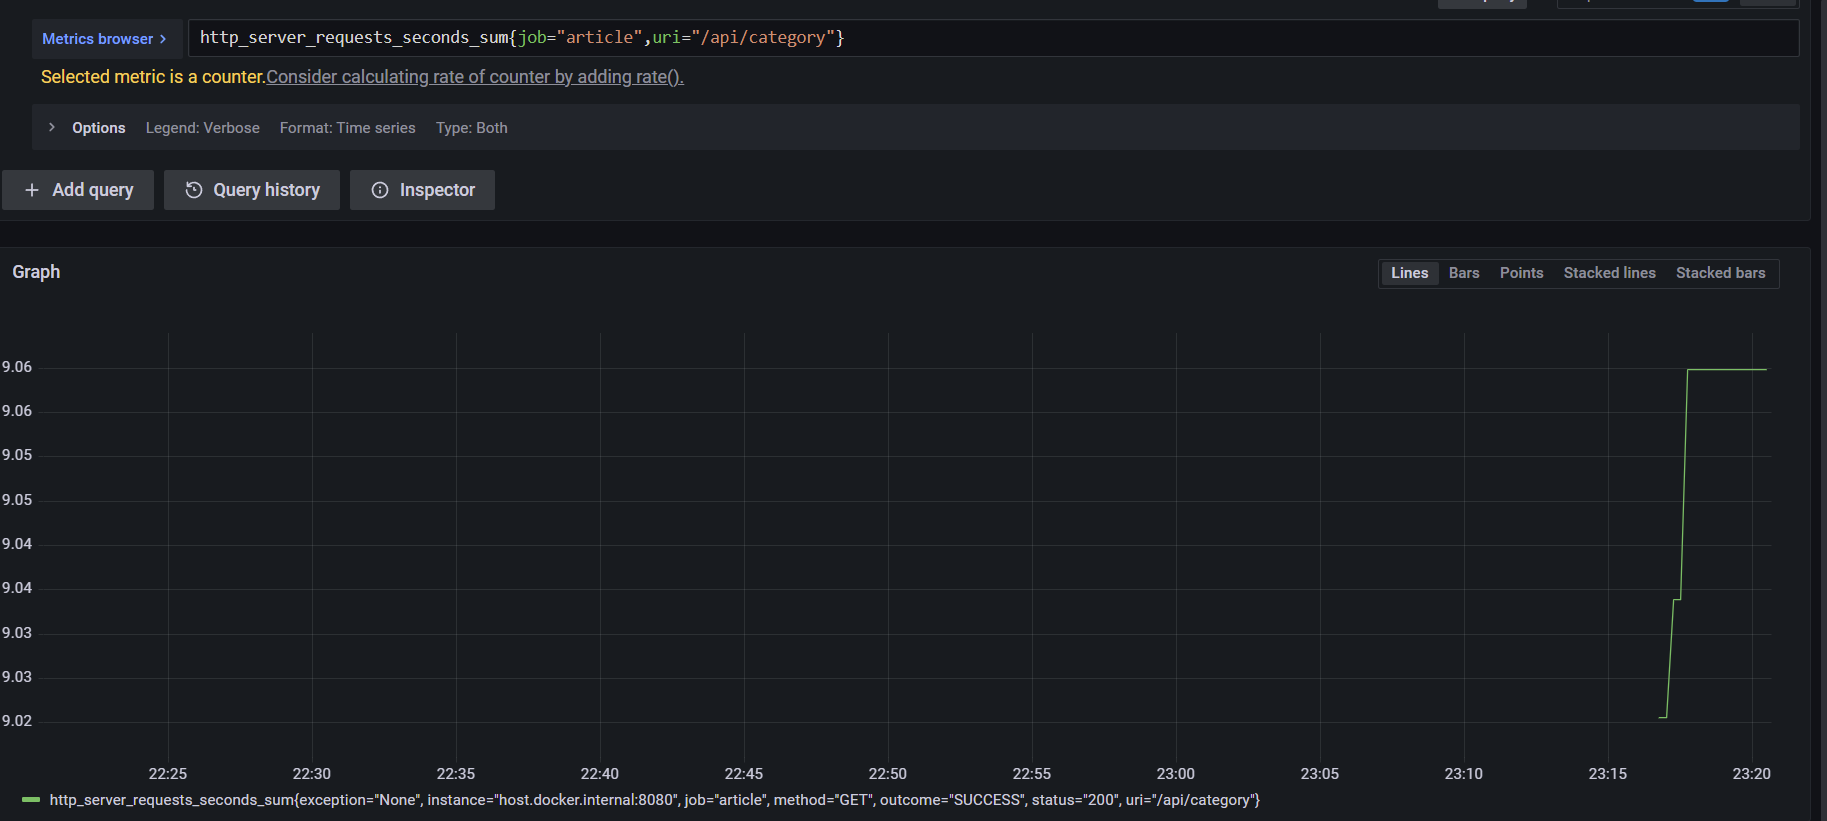 Metrics browser >
http_server_requests_seconds_sum{job="article",uri="/api/category"}
Selected metric is a counter.Consider calculating rate of counter by adding rate().
> Options Legend: Verbose Format: Time series Type: Both
+ Add query Query history Inspector
Graph
Lines Bars Points Stacked lines Stacked bars
9.06
9.06
9.05
9.05
9.04
9.04
9.03
9.03
9.02
22:25 22:30 22:35 22:40 22:45 22:50 22:55 23:00 23:05 23:10 23:15 23:20
http_server_requests_seconds_sum{exception="None", instance="host.docker.internal:8080", job="article", method="GET", outcome="SUCCESS", status="200", uri="/api/category"}